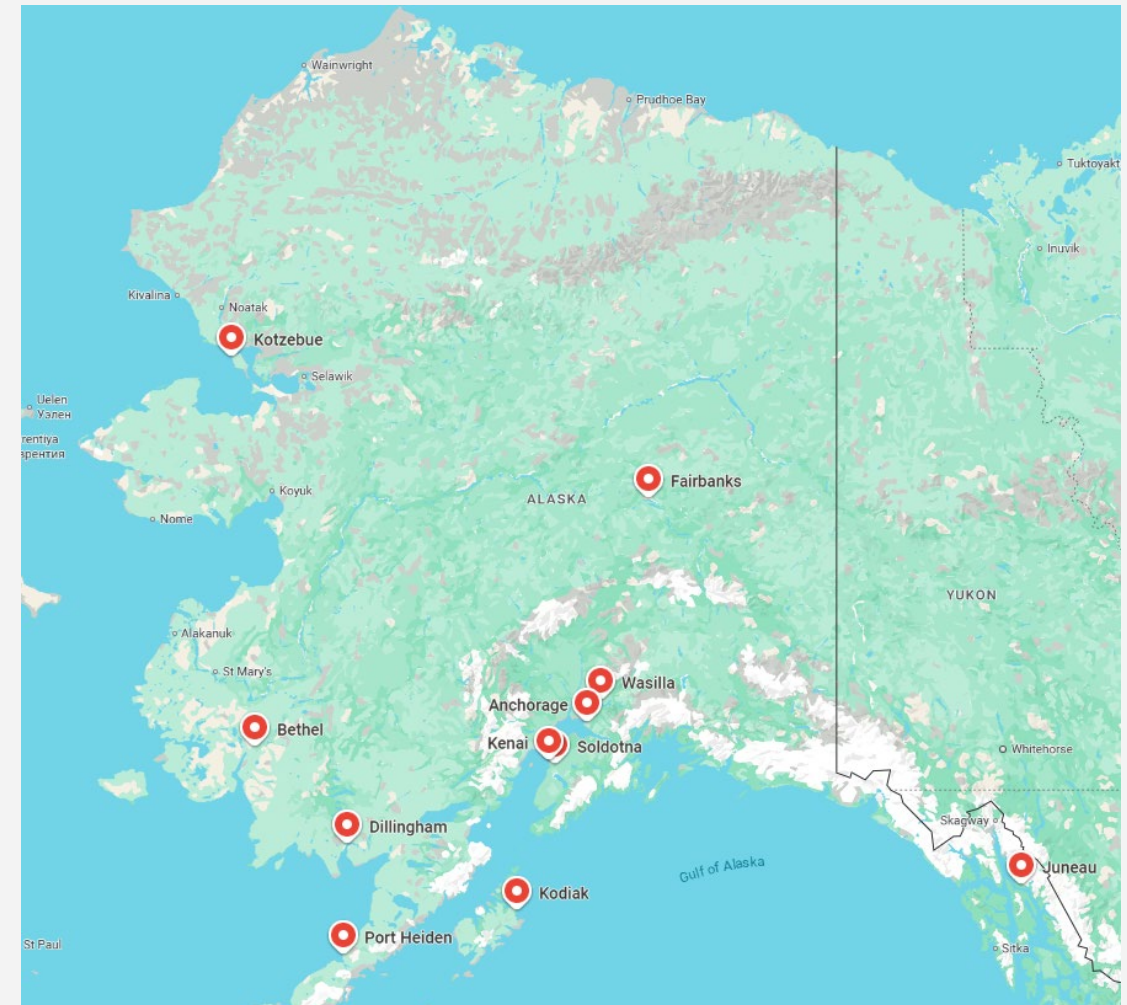 Wainwright
Prudhoe Bay
Tuktoyakt
Inuvik
Kivalina
Noatak
Kotzebue
Selawik
Uelen
Уэлен
rentiya
арентия
Koyuk
Fairbanks
ALASKA
Nome
YUKON
Alakanuk
St Mary's
Wasilla
Anchorage
Bethel
Kenai
Soldotna
Whitehorse
Skagway
Dillingham
Gulf of Alaska
Juneau
Kodiak
Port Heiden
St Paul
Sitka